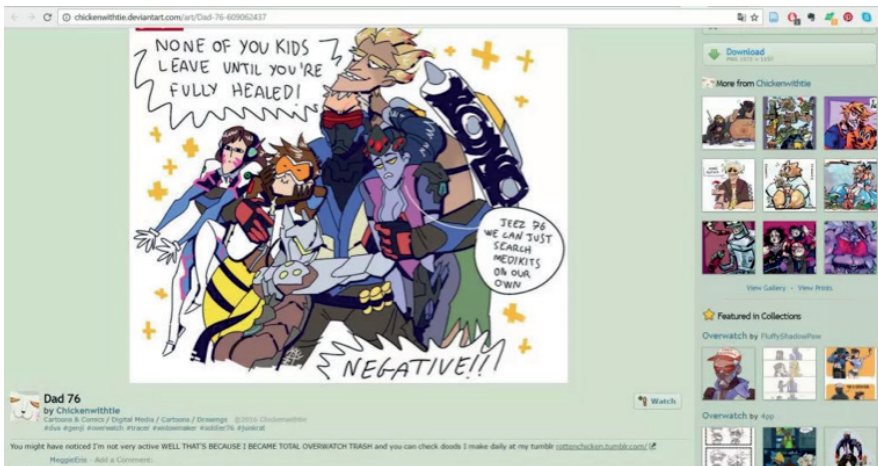 chickenwithtie.deviantart.com/art/Dad-76-609062437
NONE OF YOU KIDS
LEAVE UNTIL YOU'RE
FULLY HEALED!
JEEZ 76
WE CAN JUST
SEARCH
MEDIKITS
ON OUR
OWN
NEGATIVE!!!
Dad 76
by Chickenwithtie
Cartoons & Comics / Digital Media / Cartoons / Drawings ©2016 Chickenwithtie
#dva #genji #overwatch #tracer #widowmaker #soldier76 #junkrat
Watch
You might have noticed I'm not very active WELL THAT'S BECAUSE I BECAME TOTAL OVERWATCH TRASH and you can check doods I make daily at my tumblr rottenchicken.tumblr.com/
MeggieErie - Add a Comment:
Download
More from Chickenwithtie
View Gallery - View Prints
Featured in Collections
Overwatch by FluffyShadowPaw
Overwatch by 4pp